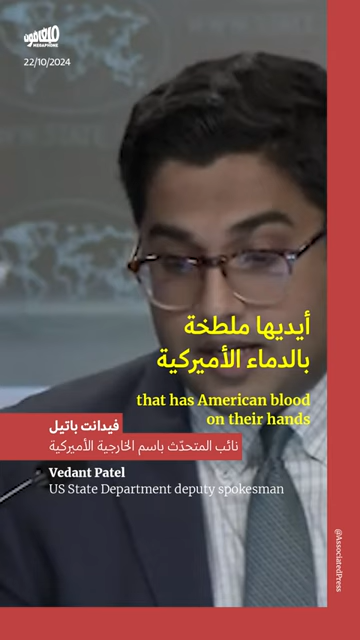 ميغافون
MEGAPHONE
22/10/2024
أيديها ملطخة
بالدماء الأميركية
that has American blood
on their hands
فيدانت باتيل
نائب المتحدّث باسم الخارجية الأميركية
Vedant Patel
US State Department deputy spokesman
@AssociatedPress